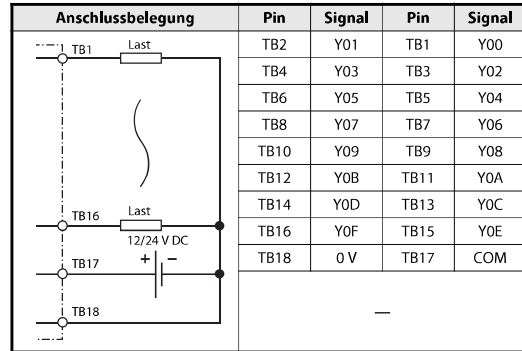 Anschlussbelegung Pin Signal Pin Signal
TB2 Y01 TB1 Y00
TB4 Y03 TB3 Y02
TB6 Y05 TB5 Y04
TB8 Y07 TB7 Y06
TB10 Y09 TB9 Y08
TB12 Y0B TB11 Y0A
TB14 Y0D TB13 Y0C
TB16 Y0F TB15 Y0E
TB18 0 V TB17 COM
—
TB1 Last
TB16 Last
12/24 V DC
TB17 + –
TB18